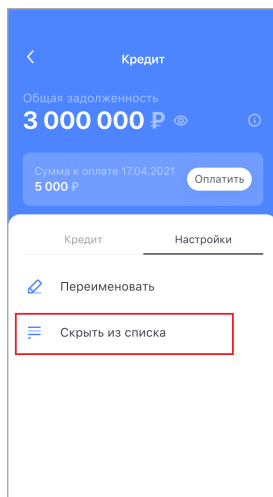 Кредит
Общая задолженность
3 000 000 ₽
Сумма к оплате 17.04.2021
5 000 ₽
Оплатить
Кредит
Настройки
Переименовать
Скрыть из списка